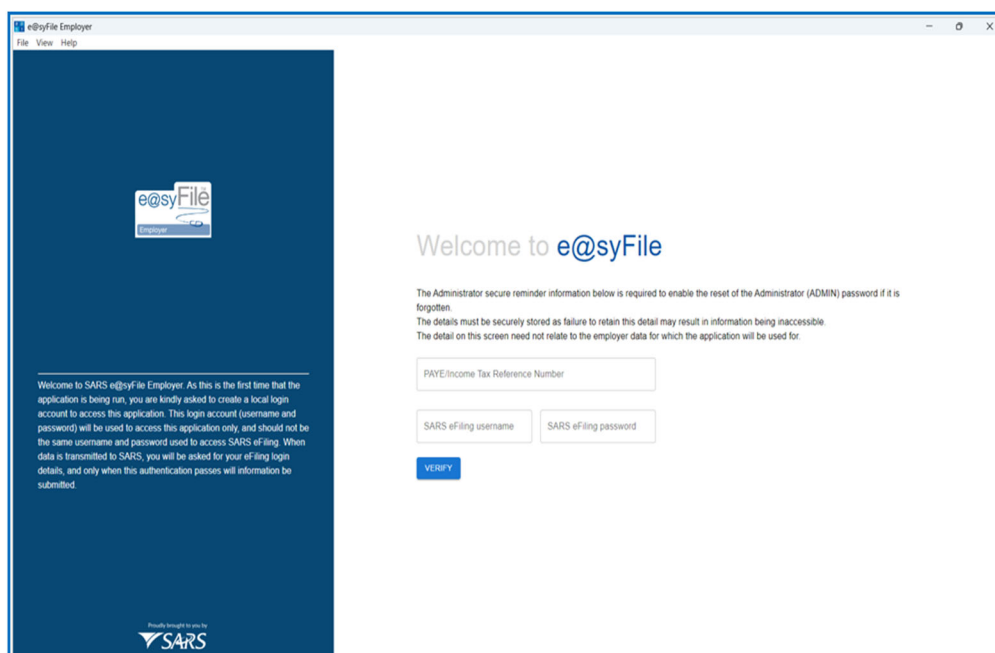 e@syFile Employer
File View Help
e@syFile
Employer
Welcome to SARS e@syFile Employer. As this is the first time that the
application is being run, you are kindly asked to create a local login
account to access this application. This login account (username and
password) will be used to access this application only, and should not be
the same username and password used to access SARS eFiling. When
data is transmitted to SARS, you will be asked for your eFiling login
details, and only when this authentication passes will information be
submitted.
Proudly brought to you by
SARS
Welcome to e@syFile
The Administrator secure reminder information below is required to enable the reset of the Administrator (ADMIN) password if it is
forgotten.
The details must be securely stored as failure to retain this detail may result in information being inaccessible.
The detail on this screen need not relate to the employer data for which the application will be used for.
PAYE/Income Tax Reference Number
SARS eFiling username SARS eFiling password
VERIFY